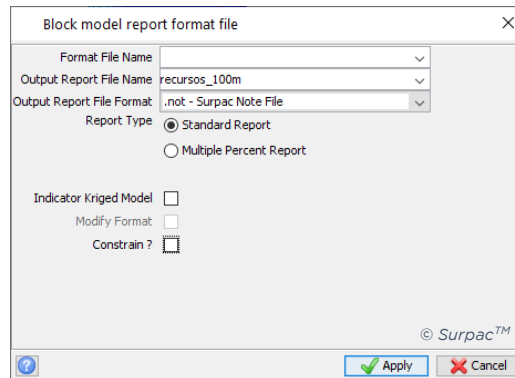 Block model report format file
Format File Name
Output Report File Name recursos_100m
Output Report File Format .not - Surpac Note File
Report Type Standard Report
Multiple Percent Report
Indicator Kriged Model
Modify Format
Constrain ?
© Surpac™
? Apply Cancel